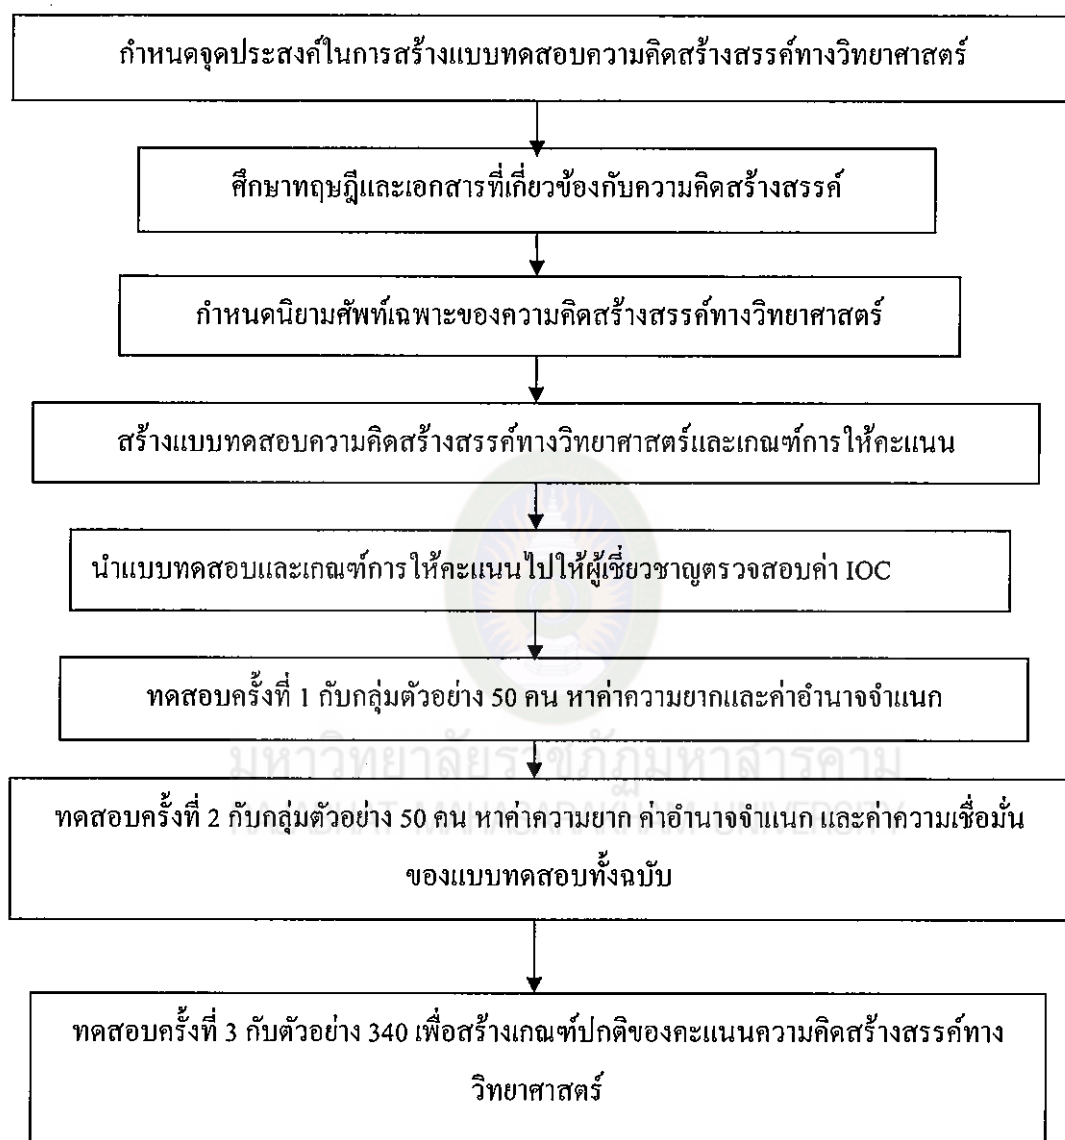 กำหนดจุดประสงค์ในการสร้างแบบทดสอบความคิดสร้างสรรค์ทางวิทยาศาสตร์
ศึกษาทฤษฎีและเอกสารที่เกี่ยวข้องกับความคิดสร้างสรรค์
กำหนดนิยามศัพท์เฉพาะของความคิดสร้างสรรค์ทางวิทยาศาสตร์
สร้างแบบทดสอบความคิดสร้างสรรค์ทางวิทยาศาสตร์และเกณฑ์การให้คะแนน
นำแบบทดสอบและเกณฑ์การให้คะแนนไปให้ผู้เชี่ยวชาญตรวจสอบค่า IOC
ทดสอบครั้งที่ 1 กับกลุ่มตัวอย่าง 50 คน หาค่าความยากและค่าอำนาจจำแนก
มหาวิทยาลัยราชภัฏมหาสารคาม
ทดสอบครั้งที่ 2 กับกลุ่มตัวอย่าง 50 คน หาค่าความยาก ค่าอำนาจจำแนก และค่าความเชื่อมั่น
RAJABHAT MAHASARAKHAM UNIVERSITY
ของแบบทดสอบทั้งฉบับ
ทดสอบครั้งที่ 3 กับตัวอย่าง 340 เพื่อสร้างเกณฑ์ปกติของคะแนนความคิดสร้างสรรค์ทาง
วิทยาศาสตร์